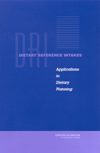 DRI
DIETARY REFERENCE INTAKES
Applications
in
Dietary
Planning